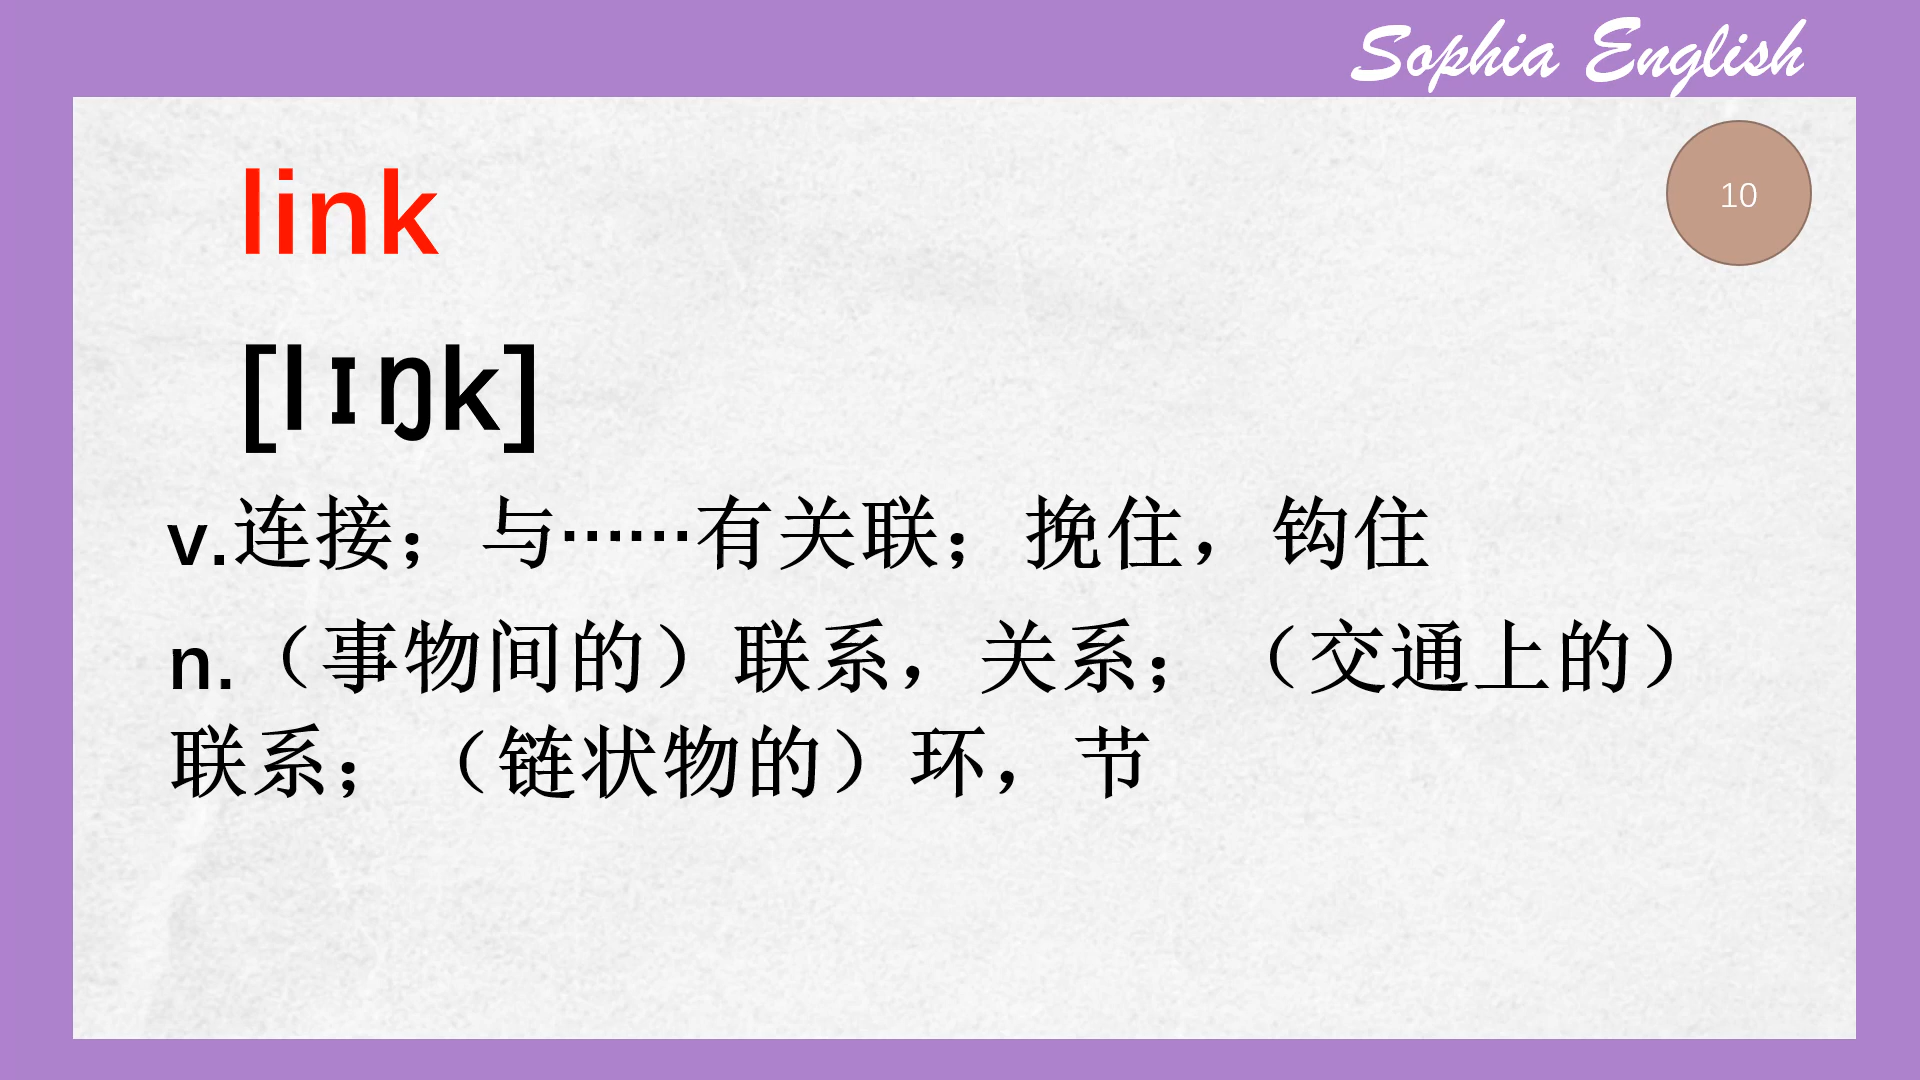 Sophia English
link
10
[lɪŋk]
v.连接；与······有关联；挽住，钩住
n.（事物间的）联系，关系；（交通上的）
联系；（链状物的）环，节